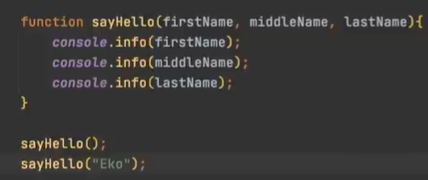 function sayHello(firstName, middleName, lastName){
    console.info(firstName);
    console.info(middleName);
    console.info(lastName);
}

sayHello();
sayHello("Eko");